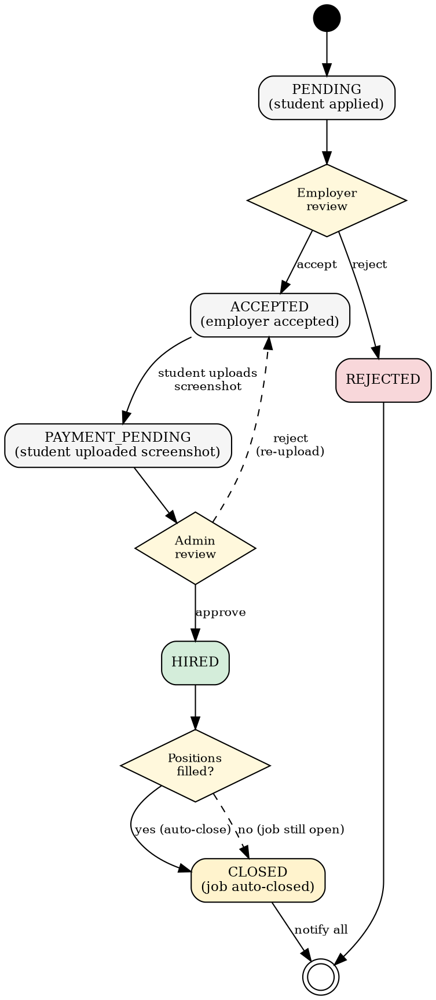 PENDING
(student applied)
Employer
review
accept
reject
ACCEPTED
(employer accepted)
student uploads
screenshot
REJECTED
PAYMENT_PENDING
(student uploaded screenshot)
reject
(re-upload)
Admin
review
approve
HIRED
Positions
filled?
yes (auto-close)
no (job still open)
CLOSED
(job auto-closed)
notify all